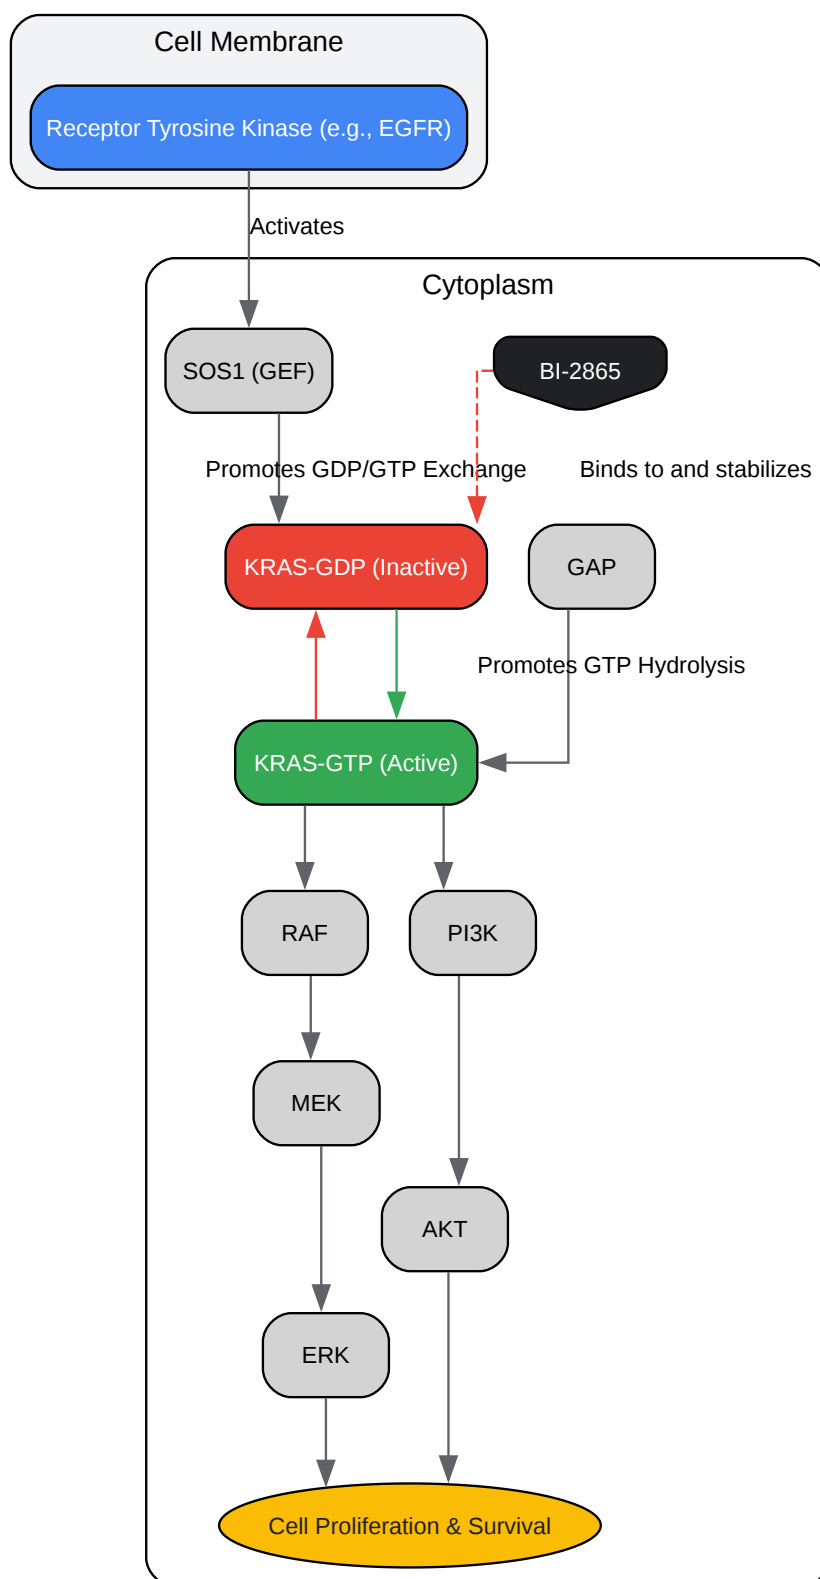 Cell Membrane
Receptor Tyrosine Kinase (e.g., EGFR)
Activates
Cytoplasm
SOS1 (GEF)
BI-2865
Promotes GDP/GTP Exchange
Binds to and stabilizes
KRAS-GDP (Inactive)
GAP
Promotes GTP Hydrolysis
KRAS-GTP (Active)
RAF
PI3K
MEK
AKT
ERK
Cell Proliferation & Survival